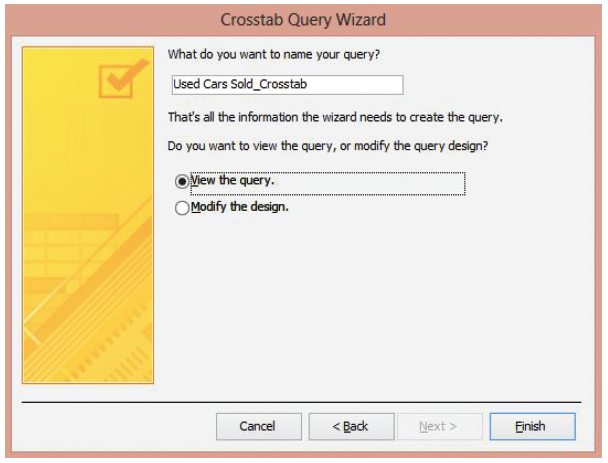 Crosstab Query Wizard
What do you want to name your query?
Used Cars Sold_Crosstab
That's all the information the wizard needs to create the query.
Do you want to view the query, or modify the query design?
View the query.
Modify the design.
Cancel
< Back
Next >
Finish